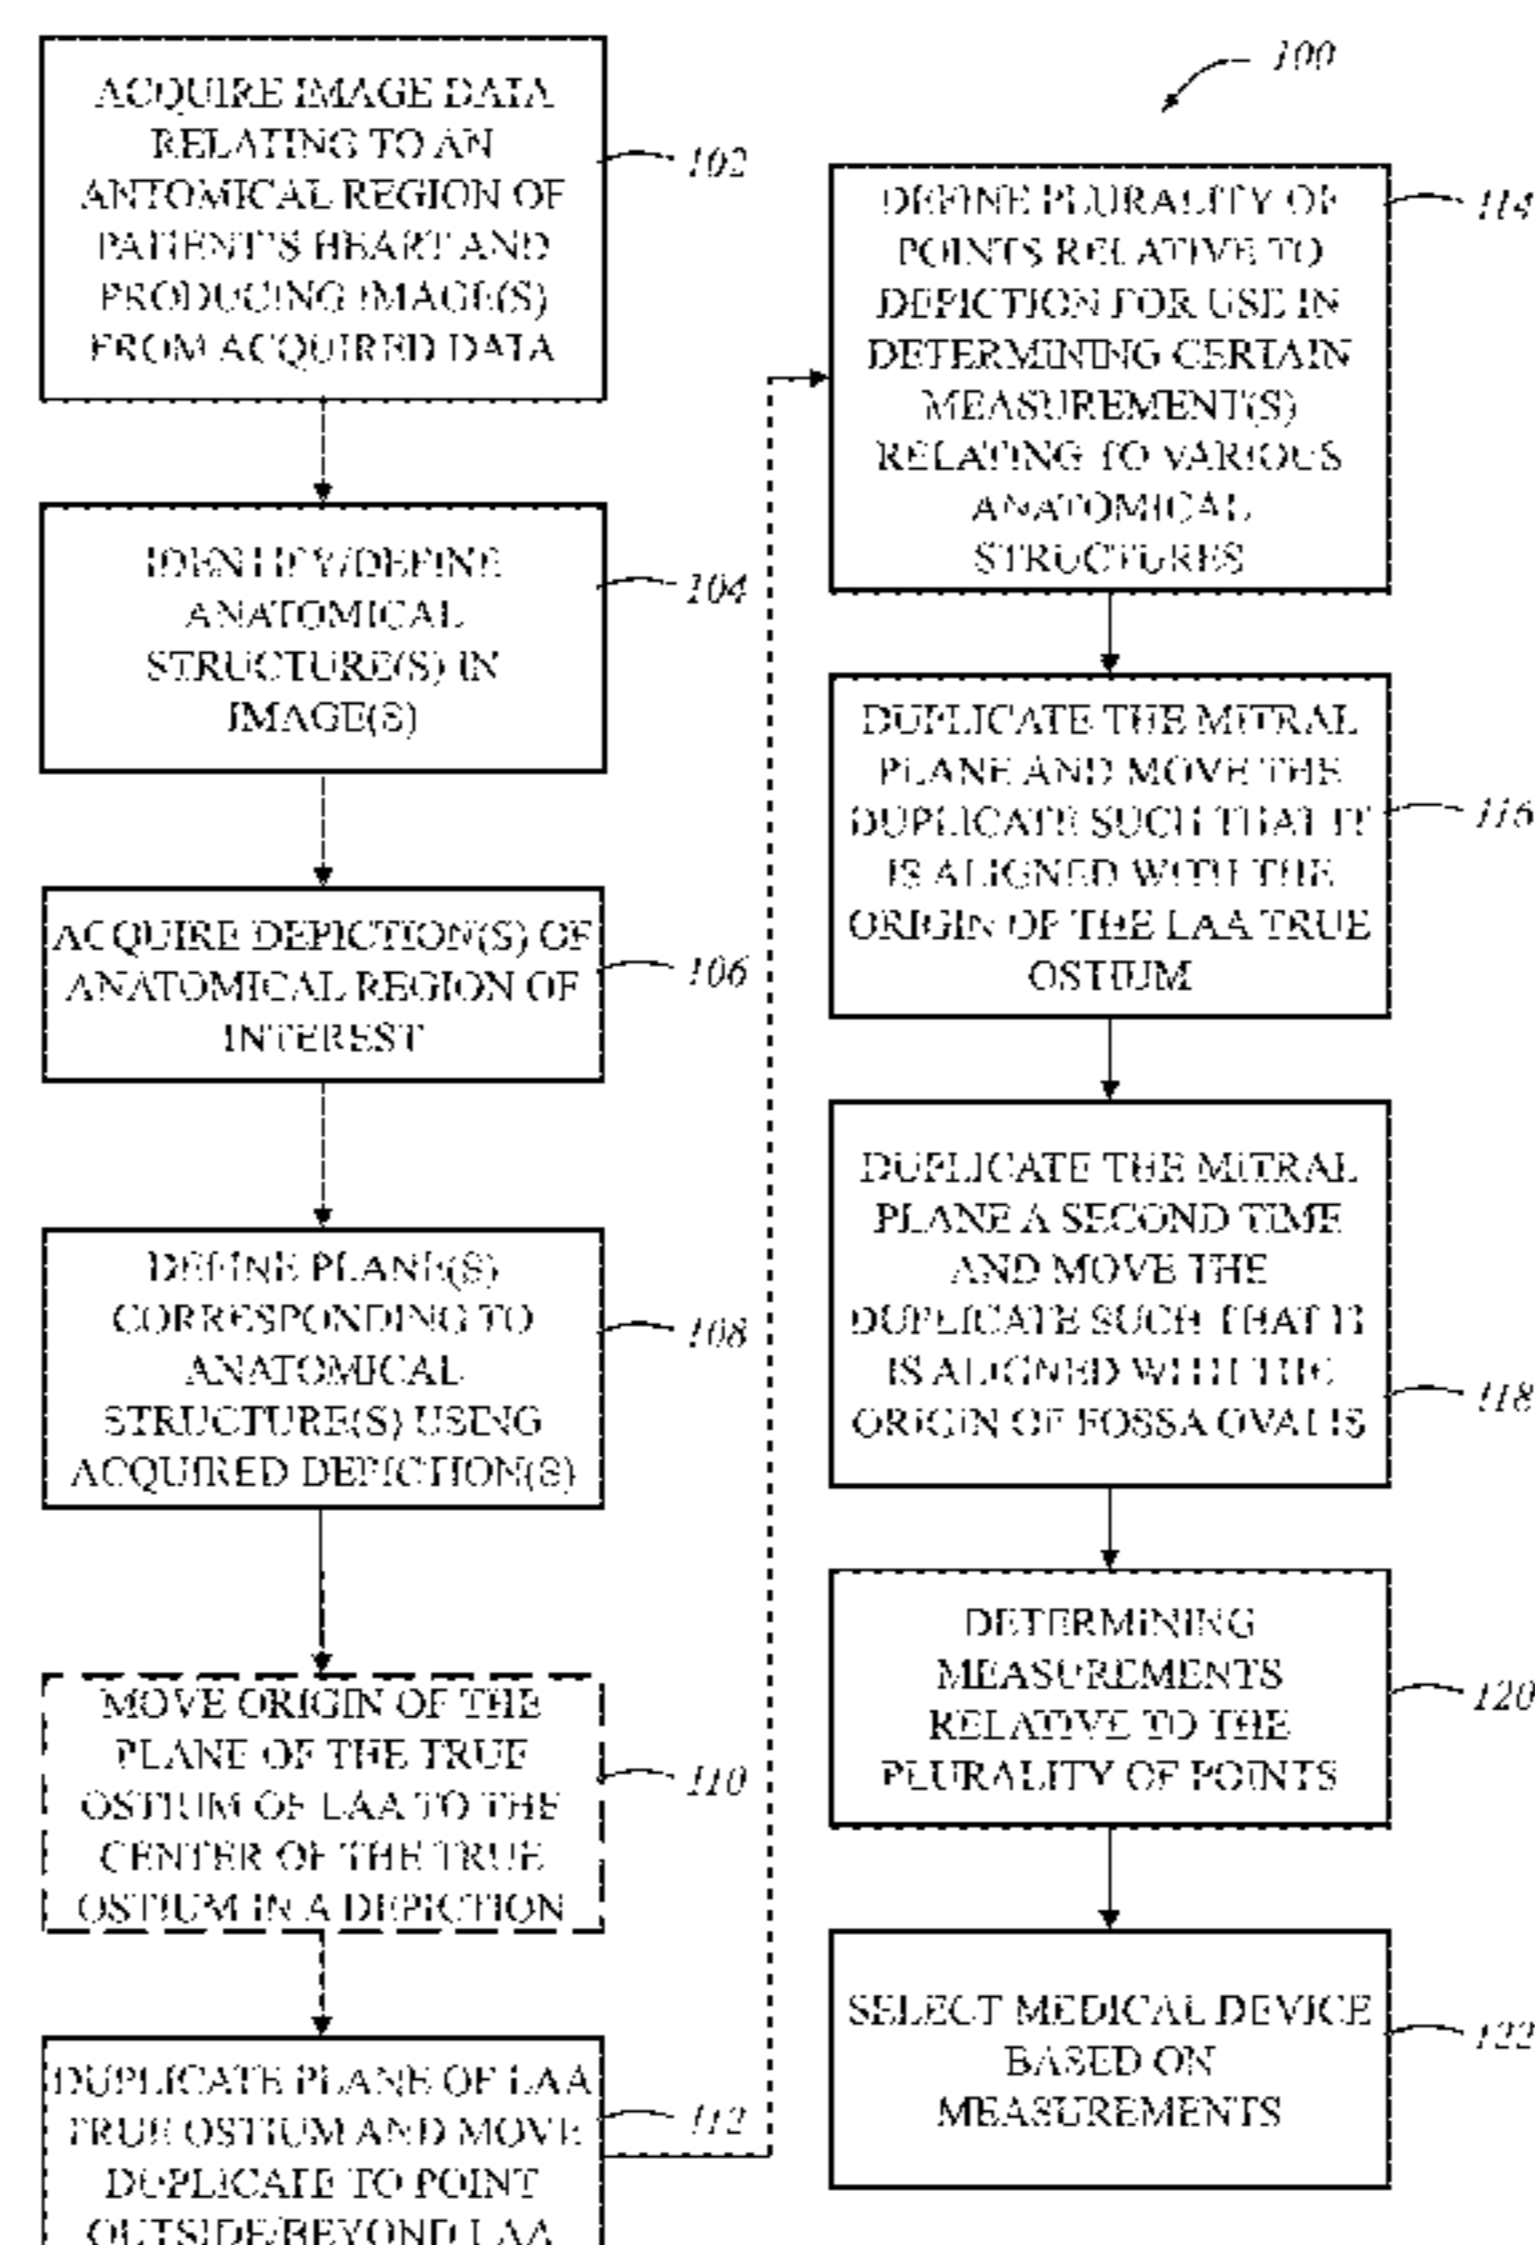 ACQUIRE IMAGE DATA
RELATING TO AN
ANTOMICAL REGION OF
PATIENT'S HEART AND
PRODUCING IMAGE(S)
FROM ACQUIRED DATA
102
IDENTIFY/DEFINE
ANATOMICAL
STRUCTURE(S) IN
IMAGE(S)
104
ACQUIRE DEPICTION(S) OF
ANATOMICAL REGION OF
INTEREST
106
DEFINE PLANE(S)
CORRESPONDING TO
ANATOMICAL
STRUCTURE(S) USING
ACQUIRED DEPICTION(S)
108
MOVE ORIGIN OF THE
PLANE OF THE TRUE
OSTIUM OF LAA TO THE
CENTER OF THE TRUE
OSTIUM IN A DEPICTION
110
DUPLICATE PLANE OF LAA
TRUE OSTIUM AND MOVE
DUPLICATE TO POINT
OUTSIDE/BEYOND LAA
112
100
DEFINE PLURALITY OF
POINTS RELATIVE TO
DEPICTION FOR USE IN
DETERMINING CERTAIN
MEASUREMENT(S)
RELATING TO VARIOUS
ANATOMICAL
STRUCTURES
114
DUPLICATE THE MITRAL
PLANE AND MOVE THE
DUPLICATE SUCH THAT IT
IS ALIGNED WITH THE
ORIGIN OF THE LAA TRUE
OSTIUM
116
DUPLICATE THE MITRAL
PLANE A SECOND TIME
AND MOVE THE
DUPLICATE SUCH THAT IT
IS ALIGNED WITH THE
ORIGIN OF FOSSA OVALIS
118
DETERMINING
MEASUREMENTS
RELATIVE TO THE
PLURALITY OF POINTS
120
SELECT MEDICAL DEVICE
BASED ON
MEASUREMENTS
122